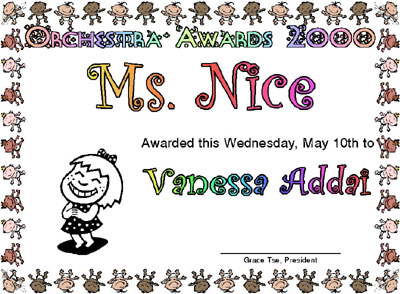 Orchestra Awards 2000
Ms. Nice
Awarded this Wednesday, May 10th to
Vanessa Addai
Grace Tse, President